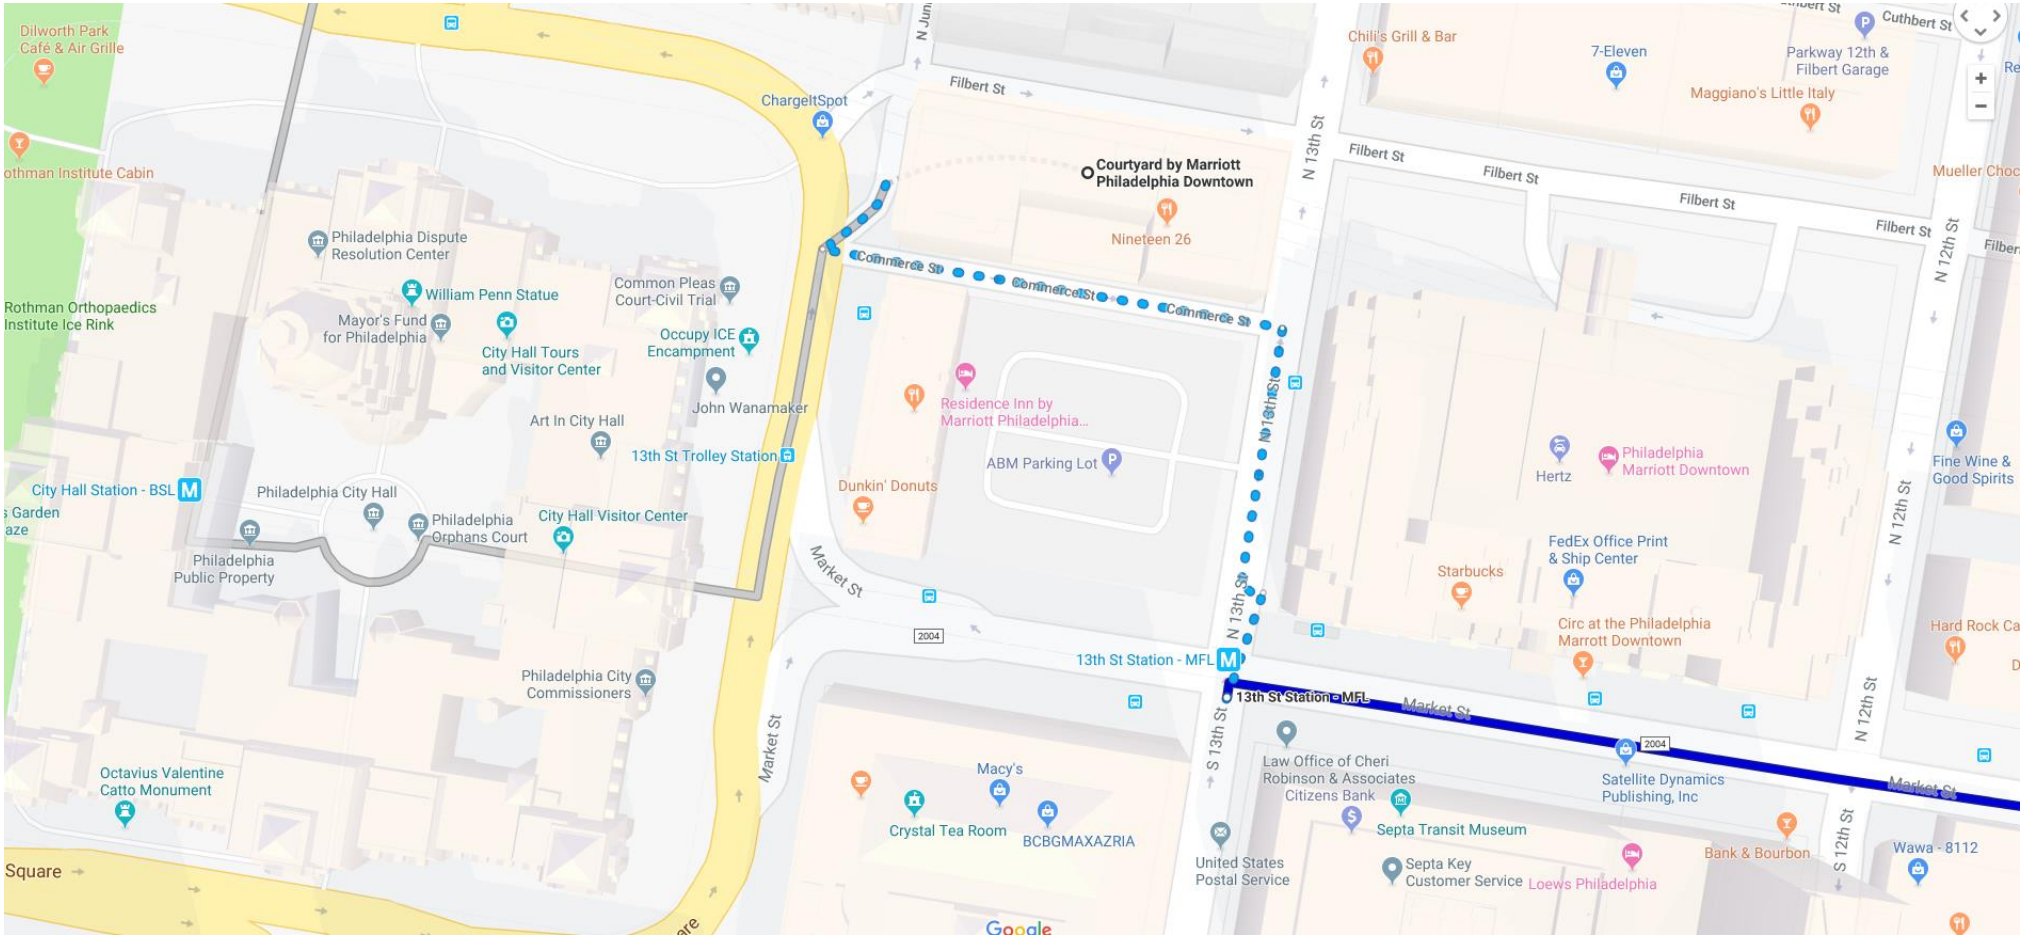 Dilworth Park
Café & Air Grille
othman Institute Cabin
Rothman Orthopaedics
Institute Ice Rink
ChargeItSpot
N Jun
Filbert St
Courtyard by Marriott
Philadelphia Downtown
Nineteen 26
N 13th St
Chili's Grill & Bar
7-Eleven
Cuthbert St
Cuthbert St
Parkway 12th &
Filbert Garage
Maggiano's Little Italy
+
−
Re
Filbert St
Filbert St
Filbert St
Filbert St
Filber
Mueller Choc
N 12th St
Philadelphia Dispute
Resolution Center
William Penn Statue
Mayor's Fund
for Philadelphia
City Hall Tours
and Visitor Center
Common Pleas
Court-Civil Trial
Occupy ICE
Encampment
John Wanamaker
Art In City Hall
13th St Trolley Station
Commerce St
Commerce St
Commerce St
Residence Inn by
Marriott Philadelphia...
ABM Parking Lot
Dunkin' Donuts
N 13th St
Hertz
Philadelphia
Marriott Downtown
N 12th St
Fine Wine &
Good Spirits
City Hall Station - BSL
s Garden
aze
Philadelphia City Hall
Philadelphia
Orphans Court
City Hall Visitor Center
Philadelphia
Public Property
Market St
N 13th St
FedEx Office Print
& Ship Center
Starbucks
Circ at the Philadelphia
Marrott Downtown
Hard Rock Ca
2004
13th St Station - MFL
13th St Station - MFL
Philadelphia City
Commissioners
Market St
Market St
2004
N 12th St
S 13th St
Law Office of Cheri
Robinson & Associates
Citizens Bank
Satellite Dynamics
Publishing, Inc
Market St
Octavius Valentine
Catto Monument
Macy's
Crystal Tea Room
BCBGMAXAZRIA
Septa Transit Museum
United States
Postal Service
Septa Key
Customer Service
Loews Philadelphia
Bank & Bourbon
S 12th St
Wawa - 8112
Square
are
Google